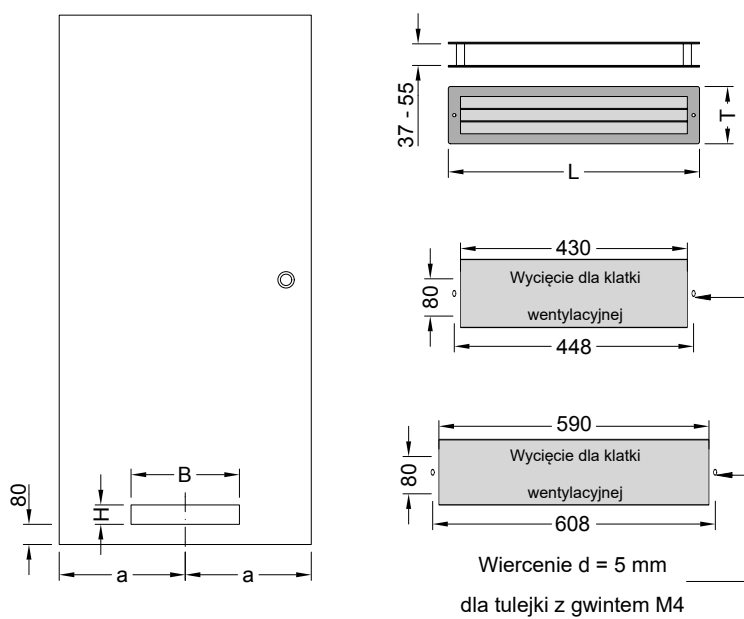 37 - 55
T
L
430
Wycięcie dla klatki
80
wentylacyjnej
448
590
Wycięcie dla klatki
80
wentylacyjnej
608
B
80
H
a
a
Wiercenie d = 5 mm
dla tulejki z gwintem M4